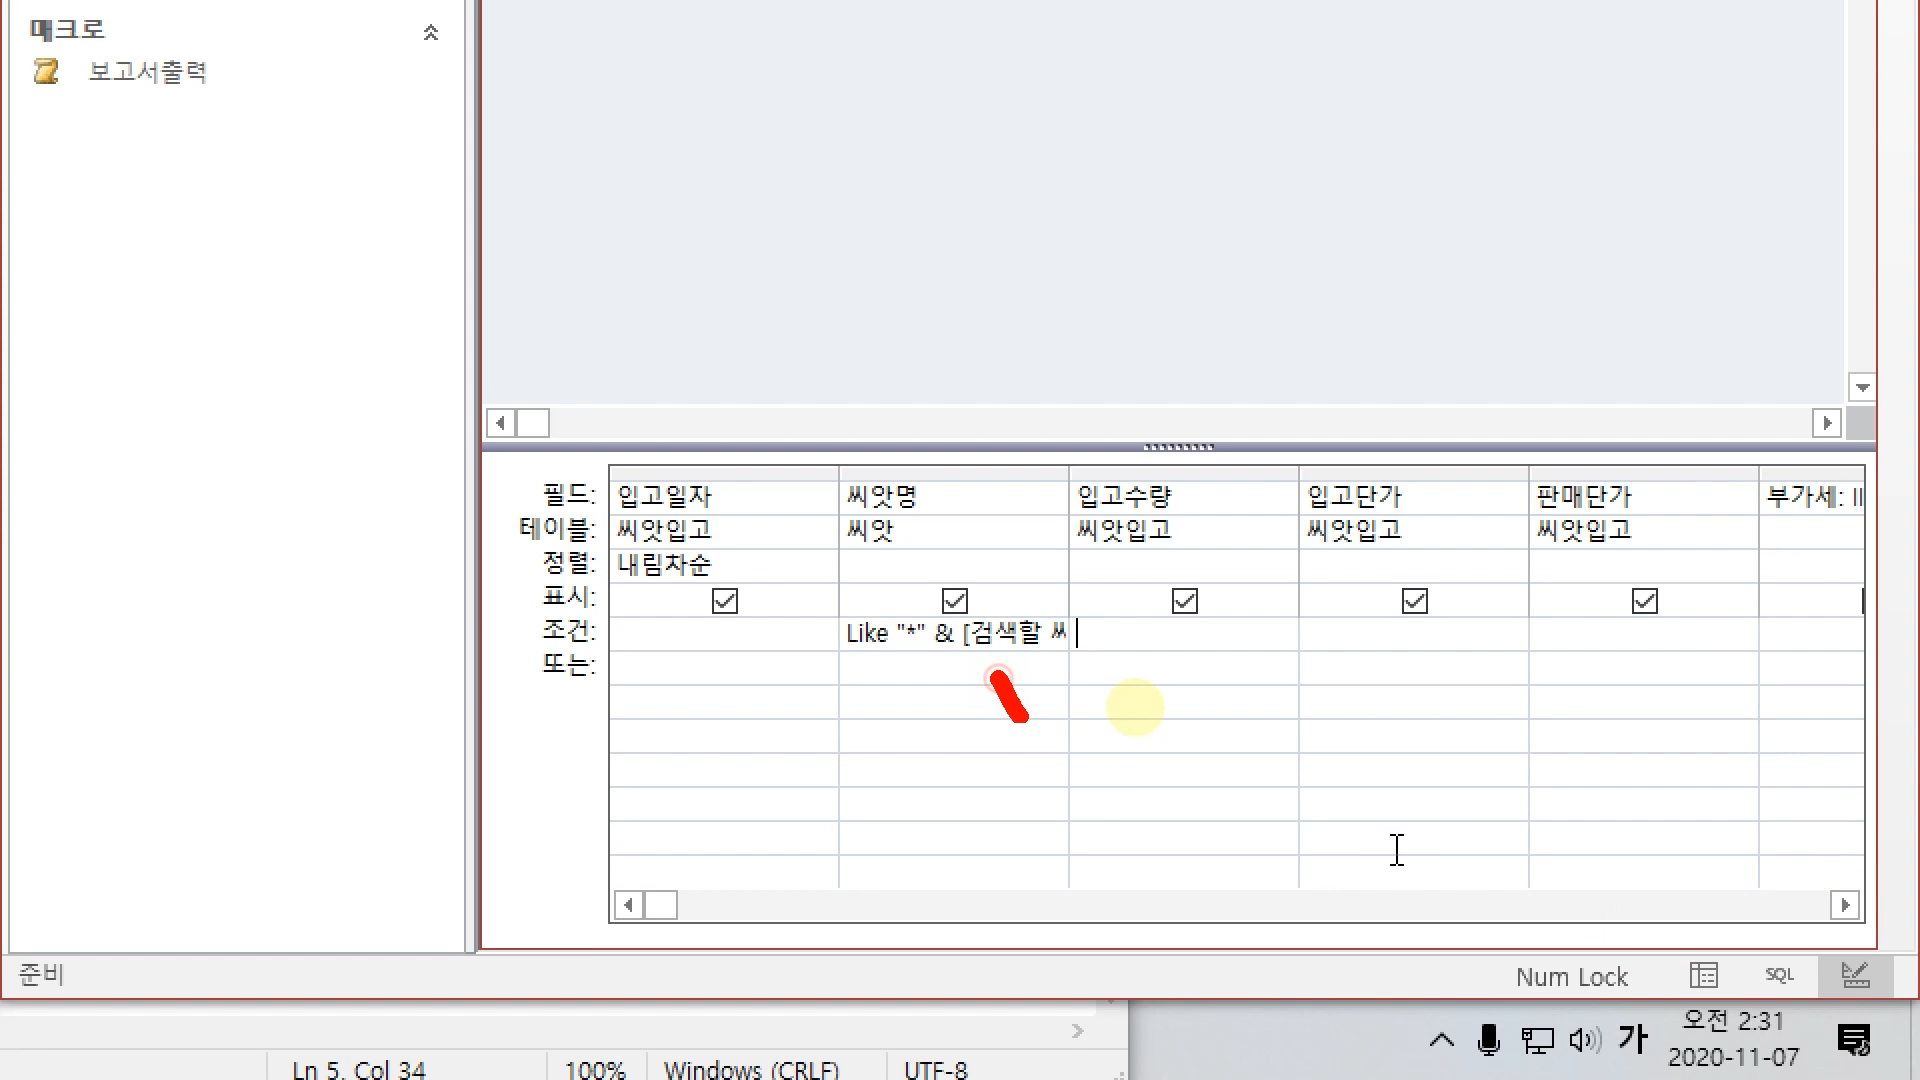 매크로
보고서출력
필드: 입고일자 씨앗명 입고수량 입고단가 판매단가 부가세:
테이블: 씨앗입고 씨앗 씨앗입고 씨앗입고 씨앗입고
정렬: 내림차순
표시:
조건: Like "*" & [검색할 씨
또는:
준비
Num Lock
SQL
가
오전 2:31
2020-11-07
Ln 5, Col 34
100%
Windows (CRLF)
UTF-8